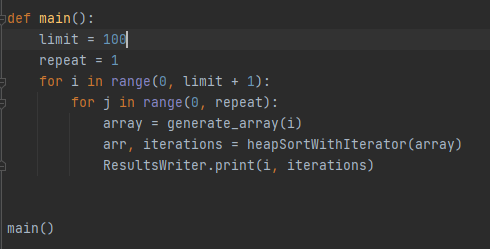 def main():
    limit = 100
    repeat = 1
    for i in range(0, limit + 1):
        for j in range(0, repeat):
            array = generate_array(i)
            arr, iterations = heapSortWithIterator(array)
            ResultsWriter.print(i, iterations)
main()